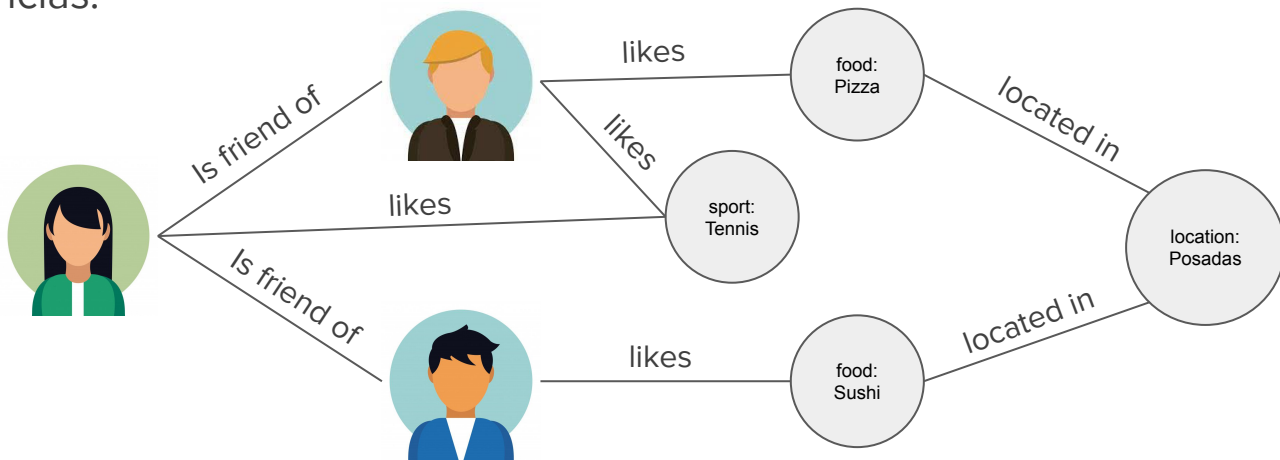 icias.
likes
food:
Pizza
located in
Is friend of
likes
likes
sport:
Tennis
location:
Posadas
Is friend of
likes
food:
Sushi
located in